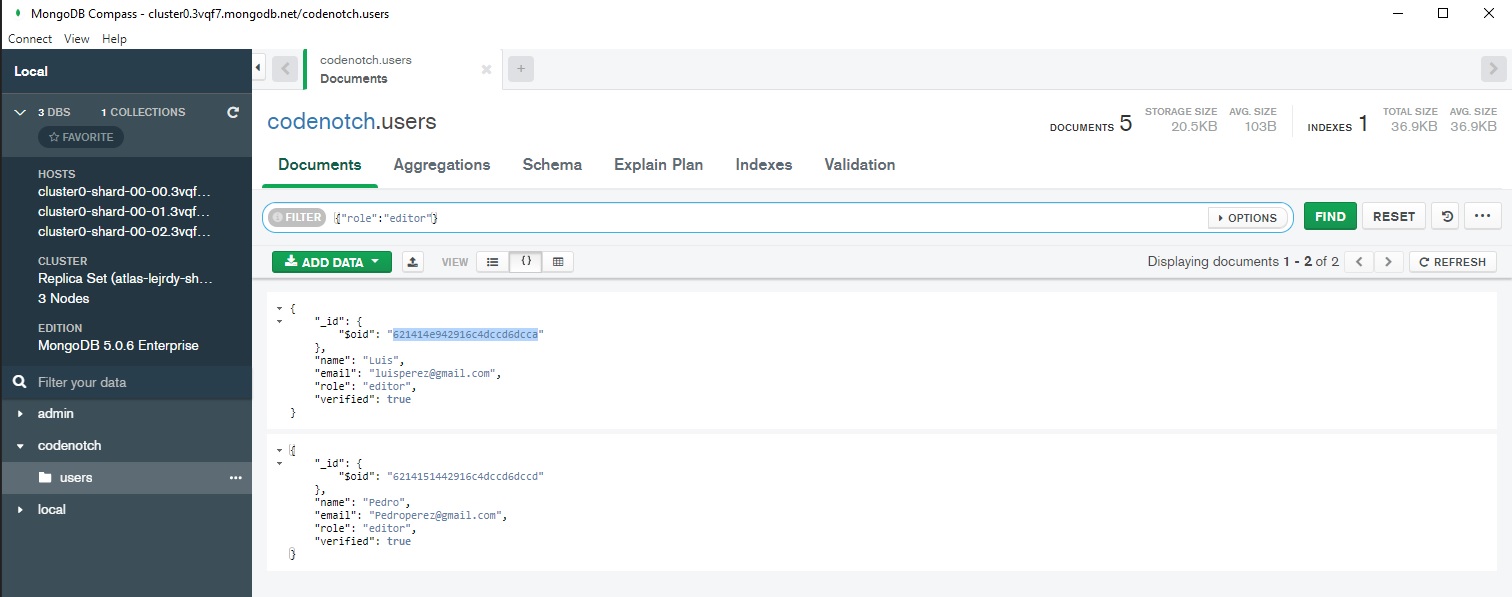 MongoDB Compass - cluster0.3vqf7.mongodb.net/codenotch.users
Connect View Help
Local
3 DBS 1 COLLECTIONS
FAVORITE
HOSTS
cluster0-shard-00-00.3vqf...
cluster0-shard-00-01.3vqf...
cluster0-shard-00-02.3vqf...
CLUSTER
Replica Set (atlas-lejrdy-sh...
3 Nodes
EDITION
MongoDB 5.0.6 Enterprise
Filter your data
admin
codenotch
users
local
codenotch.users
Documents
codenotch.users
DOCUMENTS 5
STORAGE SIZE 20.5KB
AVG. SIZE 103B
INDEXES 1
TOTAL SIZE 36.9KB
AVG. SIZE 36.9KB
Documents Aggregations Schema Explain Plan Indexes Validation
FILTER {"role":"editor"} OPTIONS FIND RESET
ADD DATA VIEW {} Displaying documents 1 - 2 of 2 REFRESH
{
"_id": {
"$oid": "621414e942916c4dccd6dcca"
},
"name": "Luis",
"email": "luisperez@gmail.com",
"role": "editor",
"verified": true
}
{
"_id": {
"$oid": "6214151442916c4dccd6dccd"
},
"name": "Pedro",
"email": "Pedroperez@gmail.com",
"role": "editor",
"verified": true
}